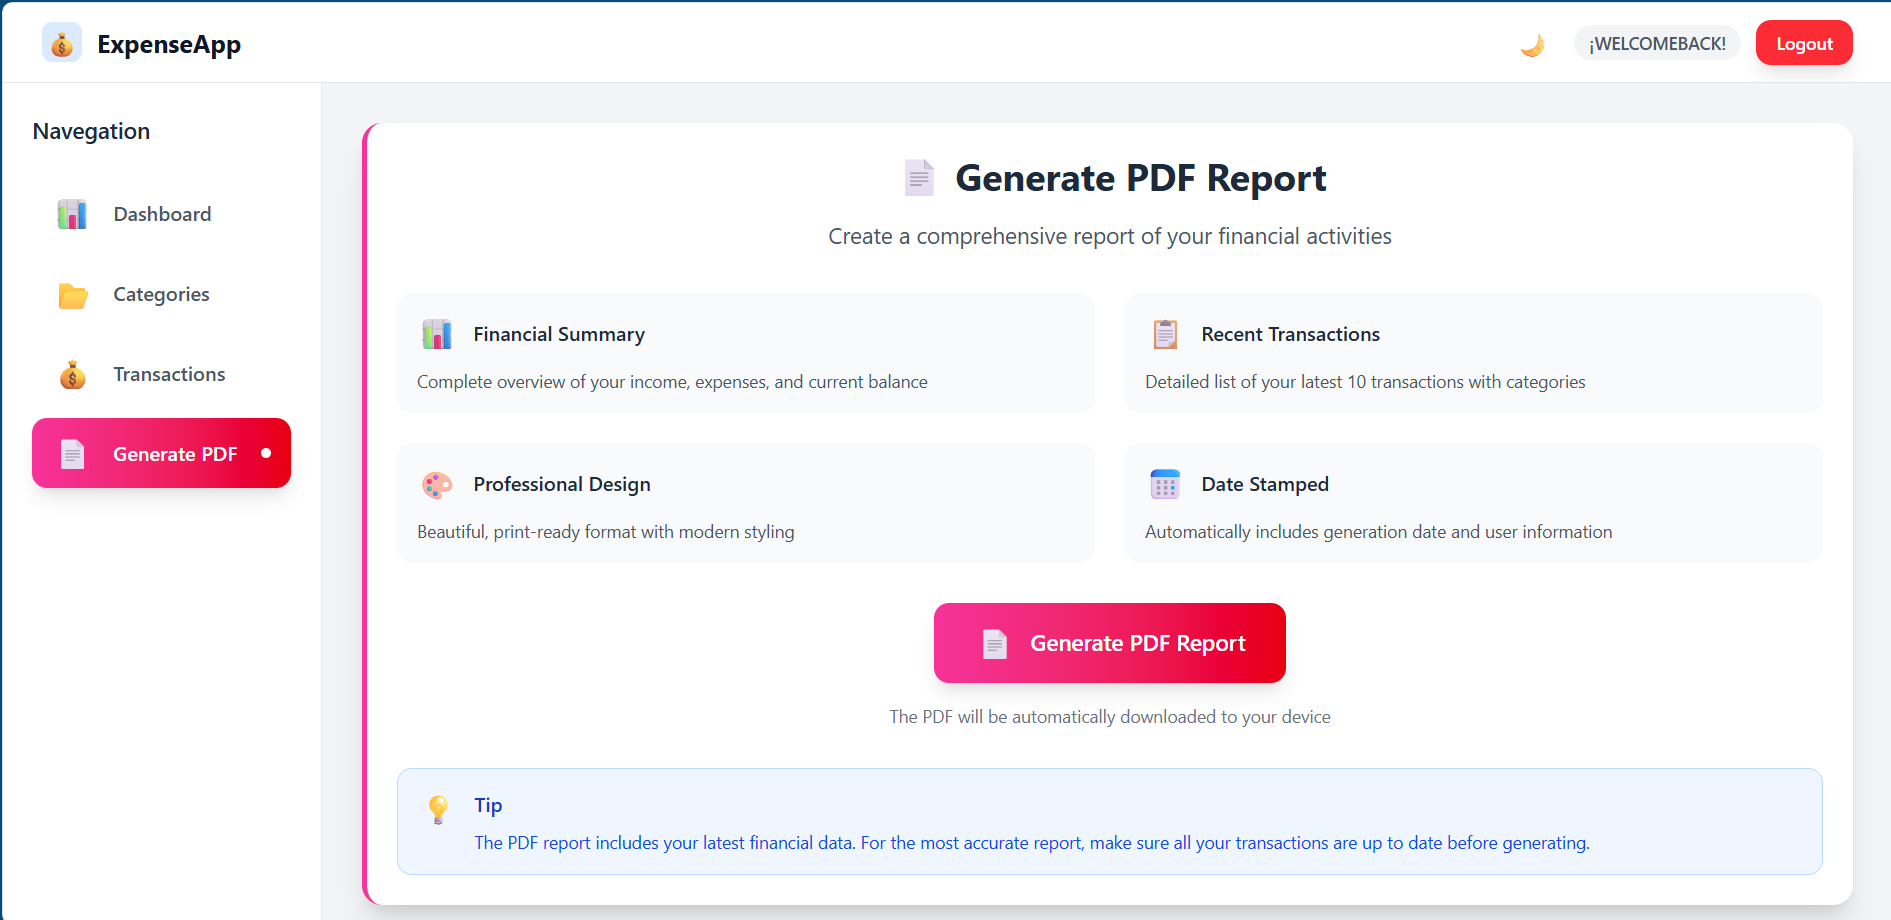 ExpenseApp
¡WELCOMEBACK!
Logout
Navegation
Dashboard
Categories
Transactions
Generate PDF
Generate PDF Report
Create a comprehensive report of your financial activities
Financial Summary
Complete overview of your income, expenses, and current balance
Recent Transactions
Detailed list of your latest 10 transactions with categories
Professional Design
Beautiful, print-ready format with modern styling
Date Stamped
Automatically includes generation date and user information
Generate PDF Report
The PDF will be automatically downloaded to your device
Tip
The PDF report includes your latest financial data. For the most accurate report, make sure all your transactions are up to date before generating.